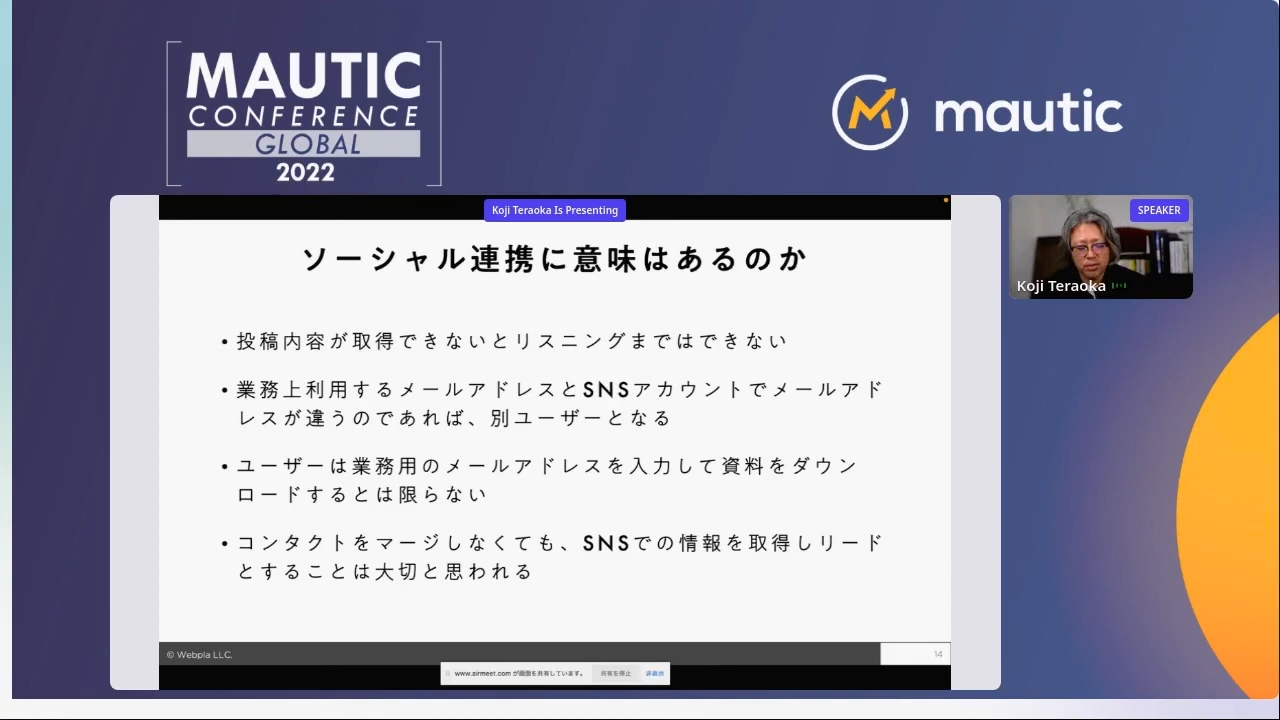 MAUTIC
CONFERENCE
GLOBAL
2022
mautic
Koji Teraoka Is Presenting
SPEAKER
Koji Teraoka
ソーシャル連携に意味はあるのか
• 投稿内容が取得できないとリスニングまではできない
• 業務上利用するメールアドレスとSNSアカウントでメールアド
レスが違うのであれば、別ユーザーとなる
• ユーザーは業務用のメールアドレスを入力して資料をダウン
ロードするとは限らない
• コンタクトをマージしなくても、SNSでの情報を取得しリード
とすることは大切と思われる
© Webpla LLC.
14
www.airmeet.com が画面を共有しています。
共有を停止
非表示